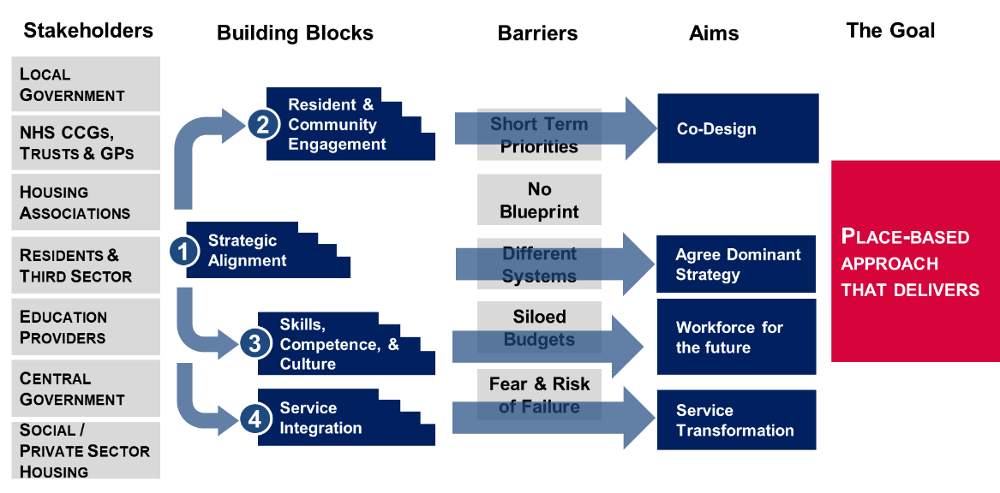 Stakeholders
Building Blocks
Barriers
Aims
The Goal
LOCAL
GOVERNMENT
NHS CCGS,
TRUSTS & GPS
HOUSING
ASSOCIATIONS
RESIDENTS &
THIRD SECTOR
EDUCATION
PROVIDERS
CENTRAL
GOVERNMENT
SOCIAL /
PRIVATE SECTOR
HOUSING
1
Strategic
Alignment
2
Resident &
Community
Engagement
3
Skills,
Competence, &
Culture
4
Service
Integration
Short Term
Priorities
No
Blueprint
Different
Systems
Siloed
Budgets
Fear & Risk
of Failure
Co-Design
Agree Dominant
Strategy
Workforce for
the future
Service
Transformation
PLACE-BASED
APPROACH
THAT DELIVERS